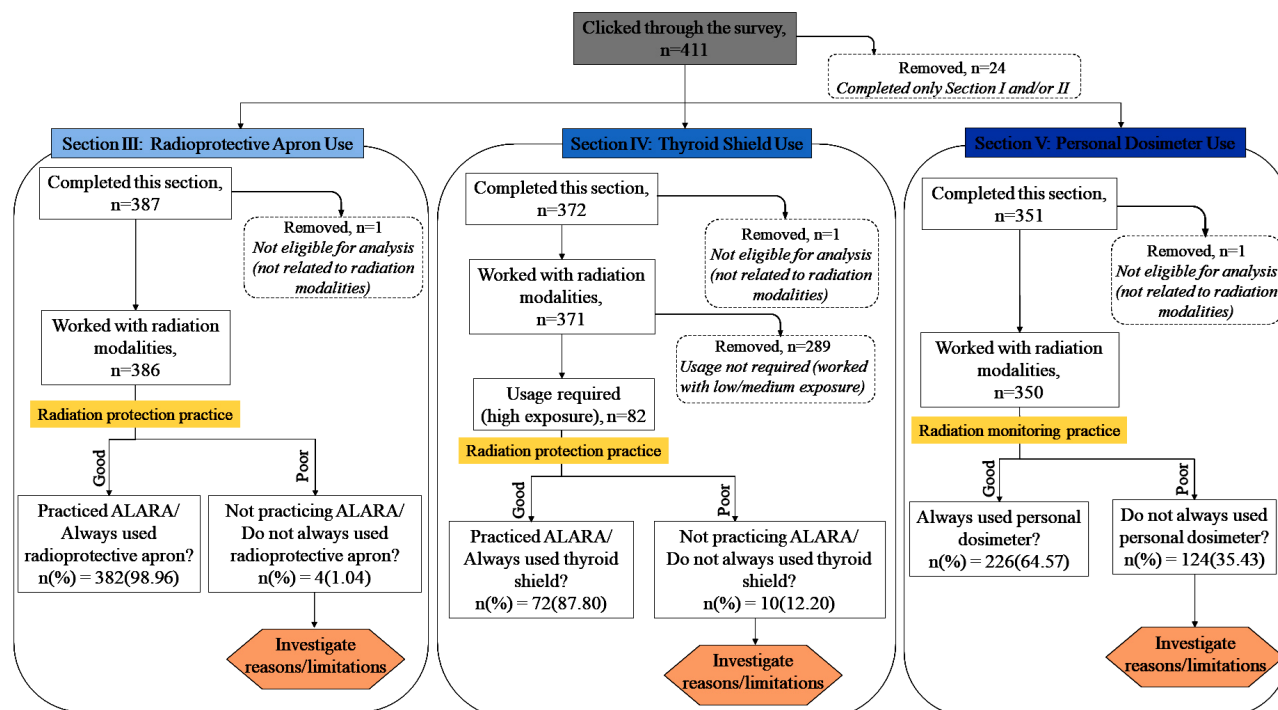 Clicked through the survey,
n=411
Removed, n=24
Completed only Section I and/or II
Section III: Radioprotective Apron Use
Completed this section,
n=387
Removed, n=1
Not eligible for analysis
(not related to radiation
modalities)
Worked with radiation
modalities,
n=386
Radiation protection practice
Good
Poor
Practiced ALARA/
Always used
radioprotective apron?
n(%) = 382(98.96)
Not practicing ALARA/
Do not always used
radioprotective apron?
n(%) = 4(1.04)
Investigate
reasons/limitations
Section IV: Thyroid Shield Use
Completed this section,
n=372
Removed, n=1
Not eligible for analysis
(not related to radiation
modalities)
Worked with radiation
modalities,
n=371
Removed, n=289
Usage not required (worked
with low/medium exposure)
Usage required
(high exposure), n=82
Radiation protection practice
Good
Poor
Practiced ALARA/
Always used thyroid
shield?
n(%) = 72(87.80)
Not practicing ALARA/
Do not always used thyroid
shield?
n(%) = 10(12.20)
Investigate
reasons/limitations
Section V: Personal Dosimeter Use
Completed this section,
n=351
Removed, n=1
Not eligible for analysis
(not related to radiation
modalities)
Worked with radiation
modalities,
n=350
Radiation monitoring practice
Good
Poor
Always used personal
dosimeter?
n(%) = 226(64.57)
Do not always used
personal dosimeter?
n(%) = 124(35.43)
Investigate
reasons/limitations